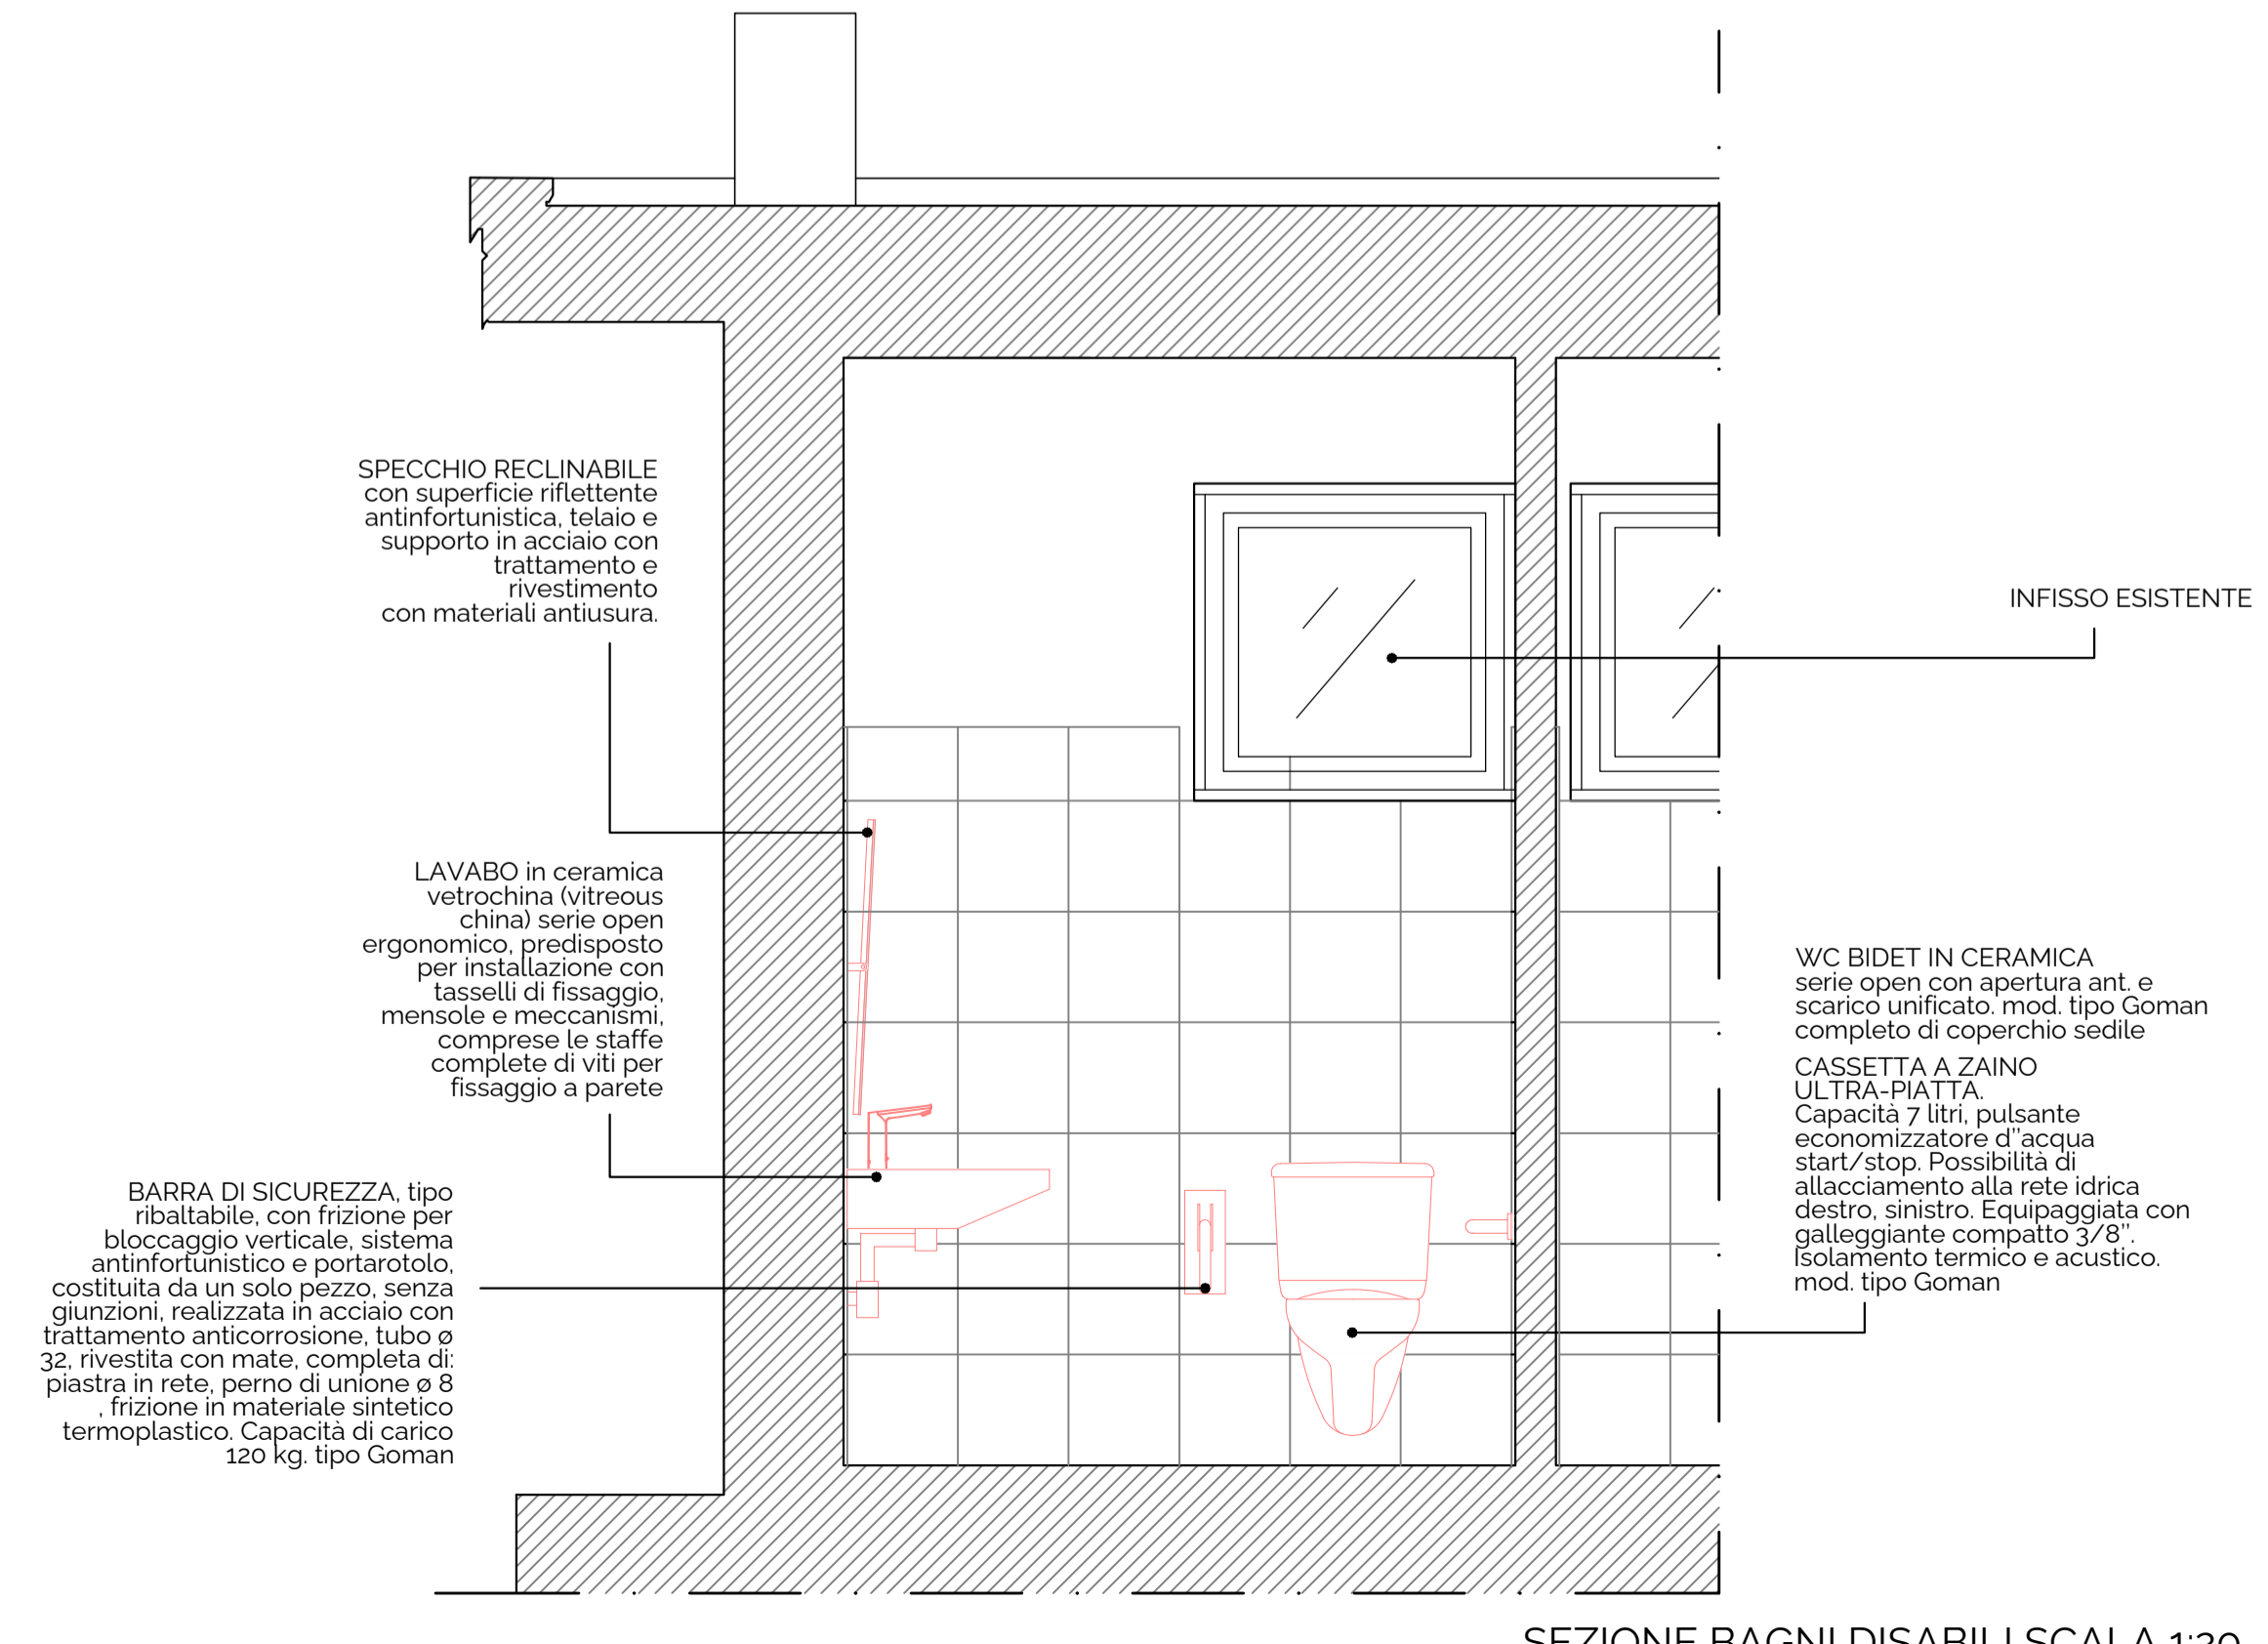 SPECCHIO RECLINABILE
con superficie riflettente
antinfortunistica, telaio e
supporto in acciaio con
trattamento e
rivestimento
con materiali antiusura.
INFISSO ESISTENTE
LAVABO in ceramica
vetrochina (vitreous
china) serie open
ergonomico, predisposto
per installazione con
tasselli di fissaggio,
mensole e meccanismi,
comprese le staffe
complete di viti per
fissaggio a parete
WC BIDET IN CERAMICA
serie open con apertura ant. e
scarico unificato. mod. tipo Goman
completo di coperchio sedile
CASSETTA A ZAINO
ULTRA-PIATTA.
Capacità 7 litri, pulsante
economizzatore d’’acqua
start/stop. Possibilità di
allacciamento alla rete idrica
destro, sinistro. Equipaggiata con
galleggiante compatto 3/8’’.
Isolamento termico e acustico.
mod. tipo Goman
BARRA DI SICUREZZA, tipo
ribaltabile, con frizione per
bloccaggio verticale, sistema
antinfortunistico e portarotolo,
costituita da un solo pezzo, senza
giunzioni, realizzata in acciaio con
trattamento anticorrosione, tubo ø
32, rivestita con mate, completa di:
piastra in rete, perno di unione ø 8
, frizione in materiale sintetico
termoplastico. Capacità di carico
120 kg. tipo Goman
SEZIONE BAGNI DISABILI SCALA 1:20